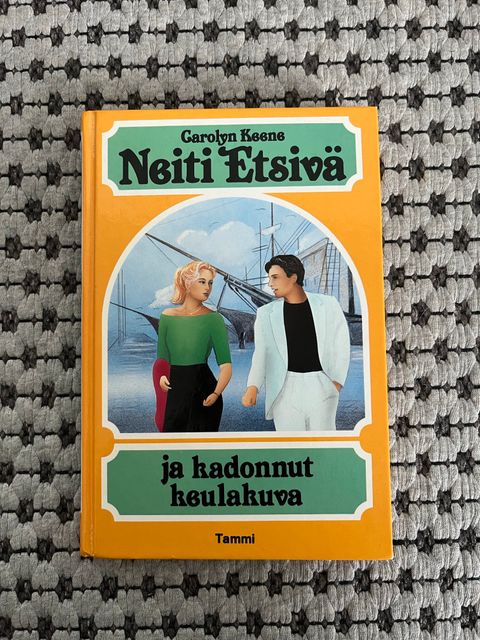 Carolyn Keene
Neiti Etsivä
ja kadonnut
keulakuva
Tammi